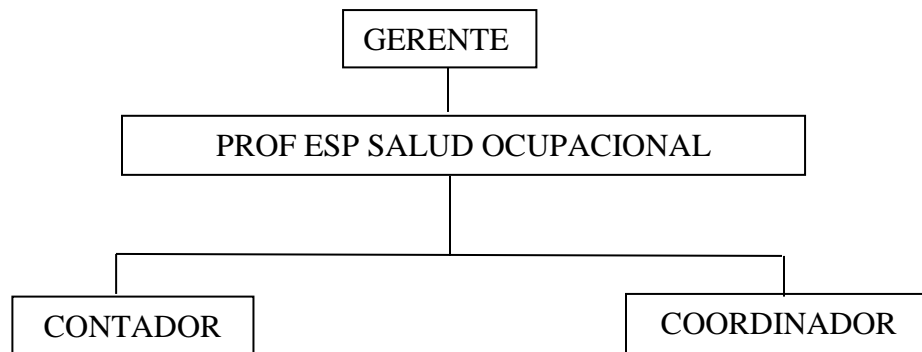 GERENTE
PROF ESP SALUD OCUPACIONAL
CONTADOR
COORDINADOR